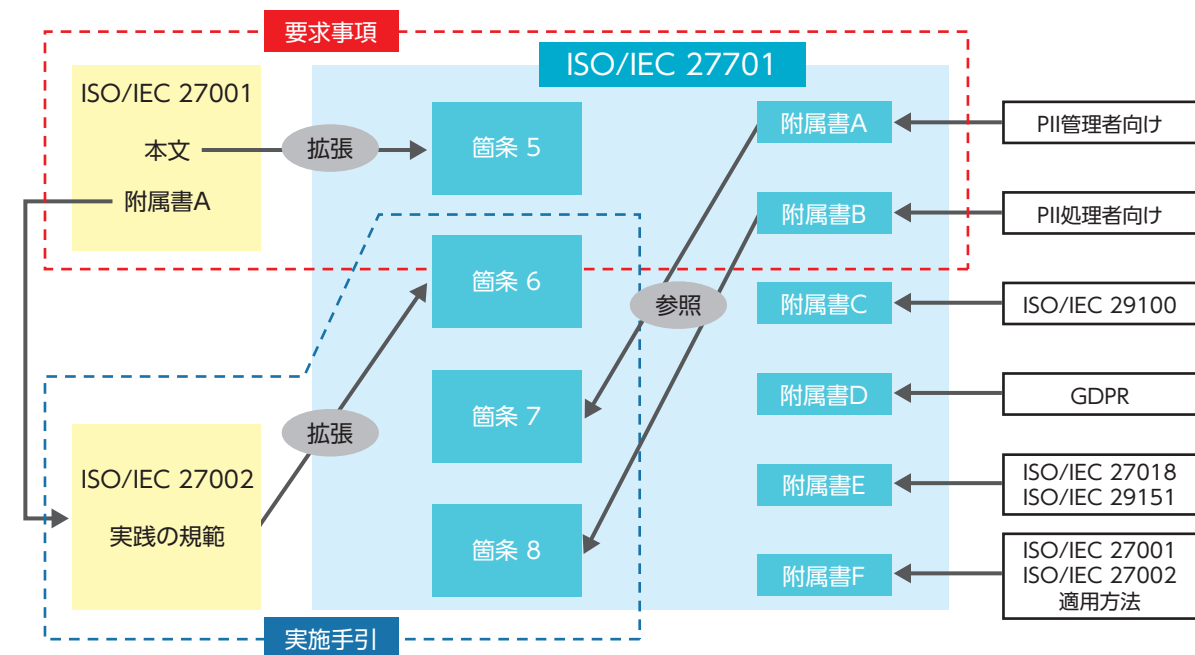 要求事項
ISO/IEC 27701
ISO/IEC 27001
本文
附属書A
拡張
箇条 5
附属書A
PII管理者向け
附属書B
PII処理者向け
箇条 6
参照
附属書C
ISO/IEC 29100
箇条 7
附属書D
GDPR
拡張
ISO/IEC 27002
実践の規範
箇条 8
附属書E
ISO/IEC 27018
ISO/IEC 29151
附属書F
ISO/IEC 27001
ISO/IEC 27002
適用方法
実施手引